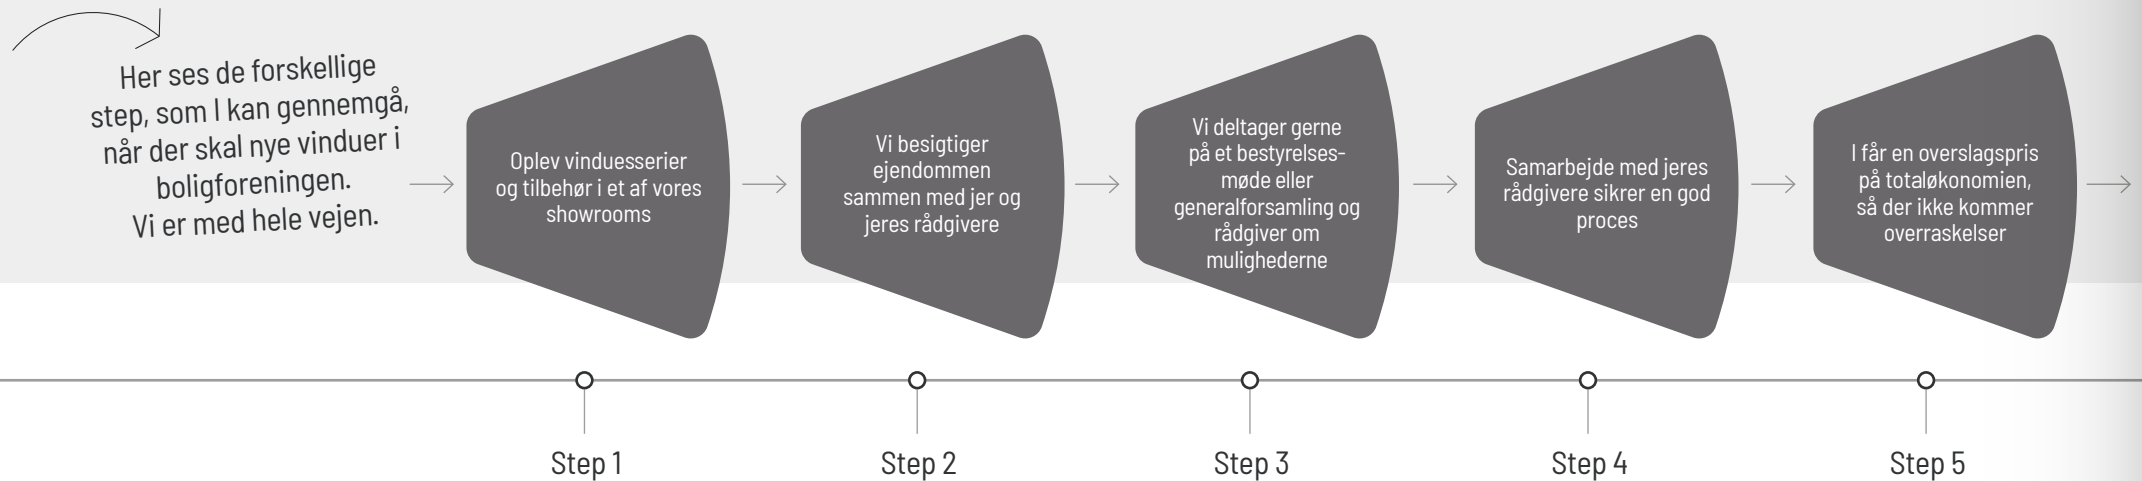 Her ses de forskellige
step, som I kan gennemgå,
når der skal nye vinduer i
boligforeningen.
Vi er med hele vejen.
Oplev vinduesserier
og tilbehør i et af vores
showrooms
Vi besigtiger
ejendommen
sammen med jer og
jeres rådgivere
Vi deltager gerne
på et bestyrelses-
møde eller
generalforsamling og
rådgiver om
mulighederne
Samarbejde med jeres
rådgivere sikrer en god
proces
I får en overslagspris
på totaløkonomien,
så der ikke kommer
overraskelser
Step 1
Step 2
Step 3
Step 4
Step 5